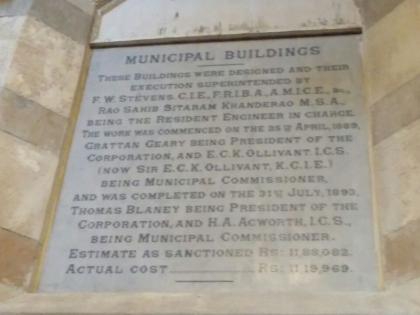 MUNICIPAL BUILDINGS
THESE BUILDINGS WERE DESIGNED AND THEIR
EXECUTION SUPERINTENDED BY
F. W. STEVENS, C.I.E., F.R.I.B.A., A.M.I.C.E., &c.,
RAO SAHIB SITARAM KHANDERAO M.S.A.,
BEING THE RESIDENT ENGINEER IN CHARGE.
THE WORK WAS COMMENCED ON THE 25TH APRIL, 1889,
GRATTAN GEARY BEING PRESIDENT OF THE
CORPORATION, AND E.C.K. OLLIVANT. I.C.S.
(NOW SIR E.C.K. OLLIVANT, K.C.I.E.)
BEING MUNICIPAL COMMISSIONER,
AND WAS COMPLETED ON THE 31ST JULY, 1893,
THOMAS BLANEY BEING PRESIDENT OF THE
CORPORATION, AND H.A. ACWORTH, I.C.S.,
BEING MUNICIPAL COMMISSIONER.
ESTIMATE AS SANCTIONED RS: 11,88,082.
ACTUAL COST.................... RS: 11,19,969.